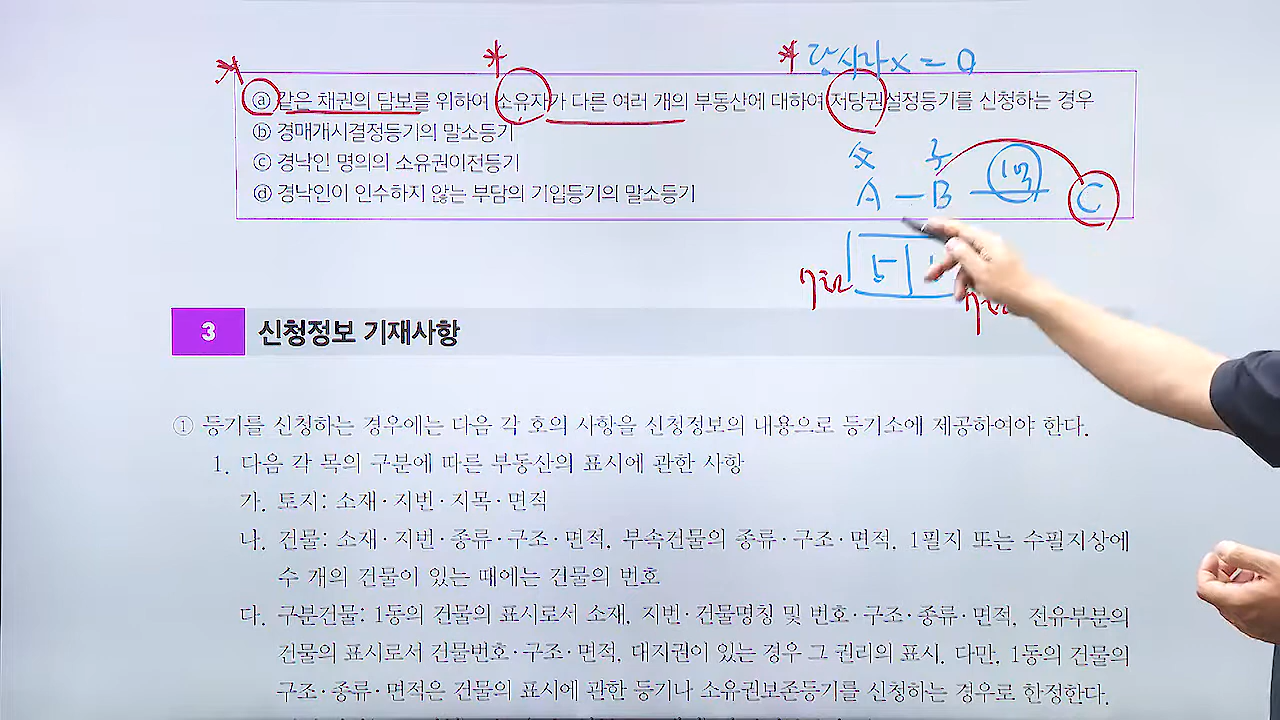 당사자x = 0
ⓐ 같은 채권의 담보를 위하여 소유자가 다른 여러 개의 부동산에 대하여 저당권설정등기를 신청하는 경우
ⓑ 경매개시결정등기의 말소등기
ⓒ 경낙인 명의의 소유권이전등기
ⓓ 경낙인이 인수하지 않는 부담의 기입등기의 말소등기
父 子
A - B 1억 C
5
3 신청정보 기재사항
① 등기를 신청하는 경우에는 다음 각 호의 사항을 신청정보의 내용으로 등기소에 제공하여야 한다.
1. 다음 각 목의 구분에 따른 부동산의 표시에 관한 사항
가. 토지: 소재·지번·지목·면적
나. 건물: 소재·지번·종류·구조·면적, 부속건물의 종류·구조·면적, 1필지 또는 수필지상에
수 개의 건물이 있는 때에는 건물의 번호
다. 구분건물: 1동의 건물의 표시로서 소재, 지번·건물명칭 및 번호·구조·종류·면적, 전유부분의
건물의 표시로서 건물번호·구조·면적, 대지권이 있는 경우 그 권리의 표시. 다만, 1동의 건물의
구조·종류·면적은 건물의 표시에 관한 등기나 소유권보존등기를 신청하는 경우로 한정한다.